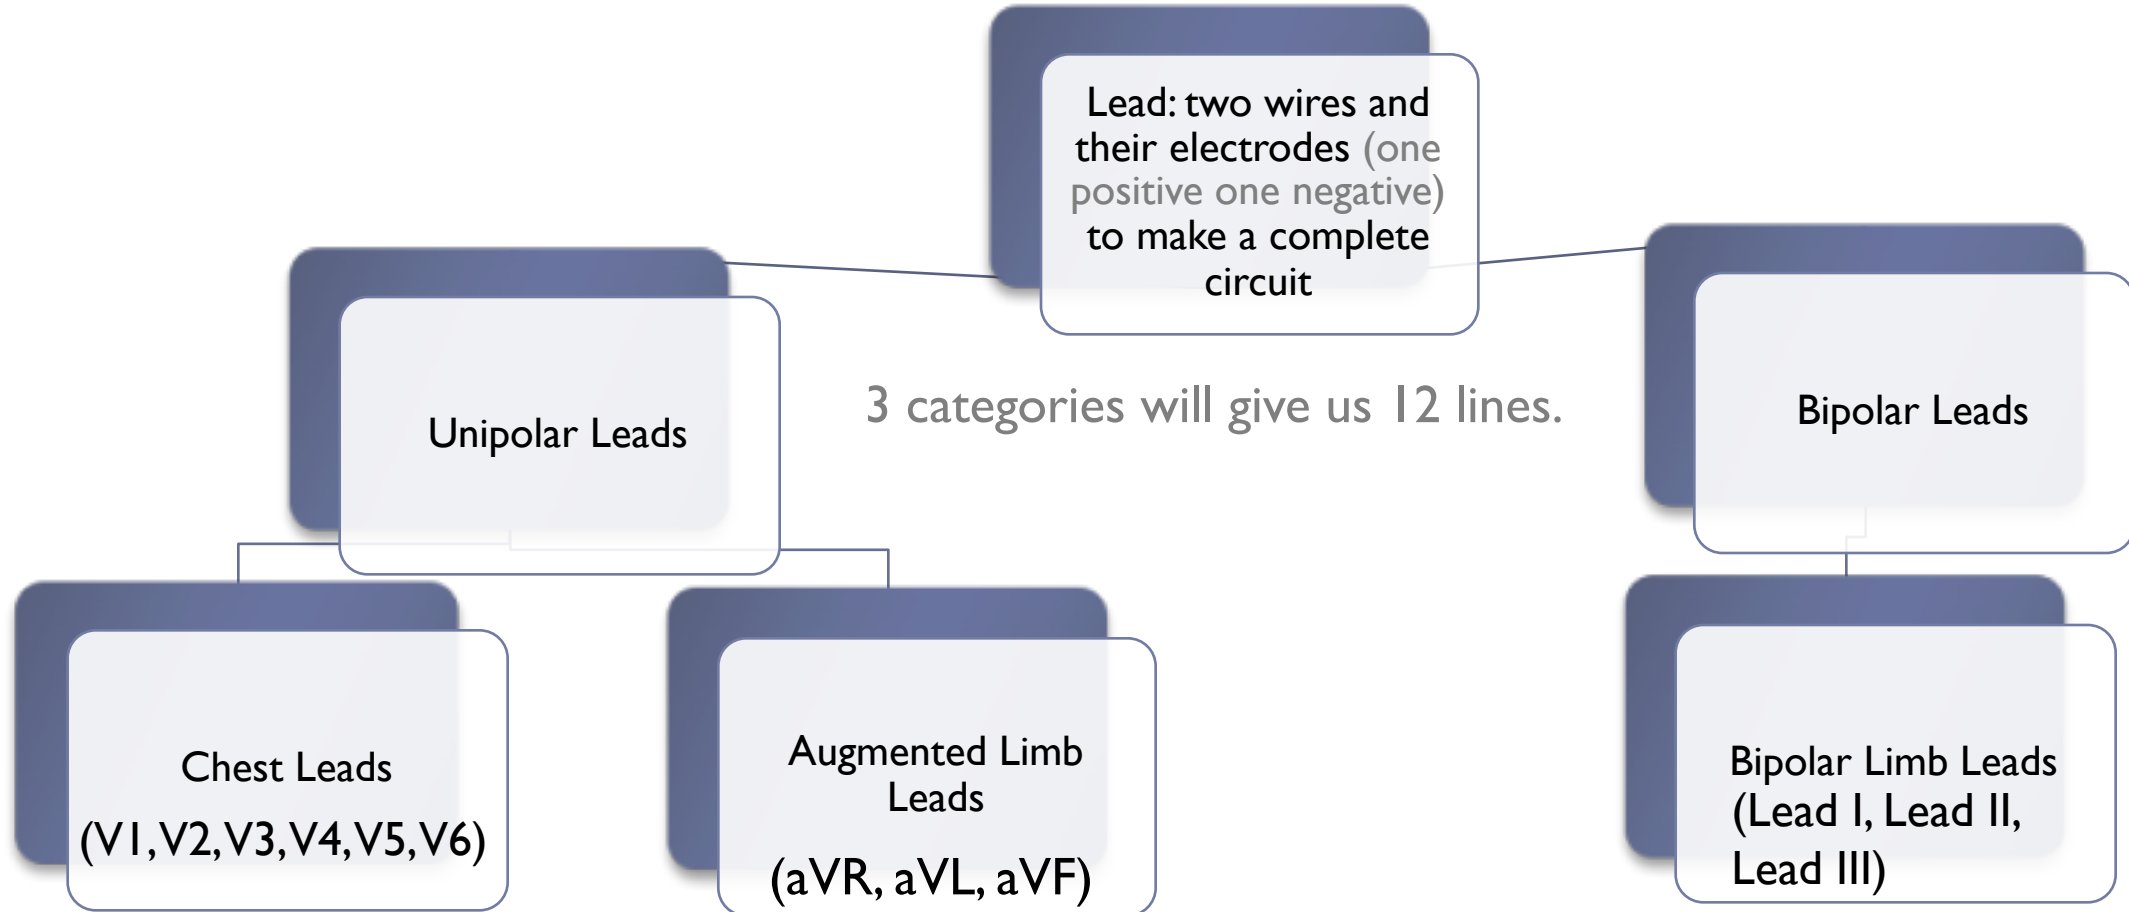 Lead: two wires and
their electrodes (one
positive one negative)
to make a complete
circuit
3 categories will give us 12 lines.
Unipolar Leads
Bipolar Leads
Chest Leads
(V1,V2,V3,V4,V5,V6)
Augmented Limb
Leads
(aVR, aVL, aVF)
Bipolar Limb Leads
(Lead I, Lead II,
Lead III)